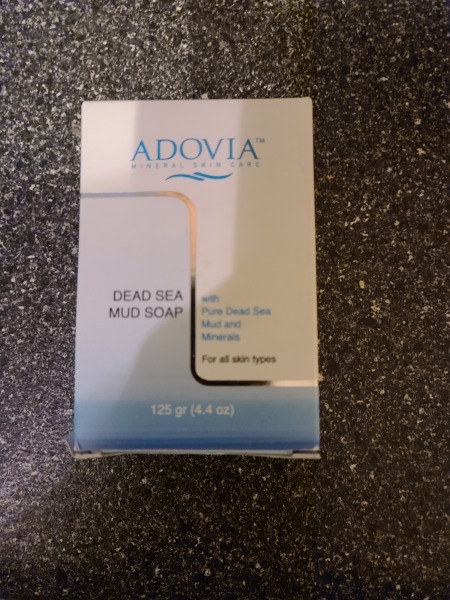 ADOVIA™
MINERAL SKIN CARE
DEAD SEA
MUD SOAP
with
Pure Dead Sea
Mud and
Minerals
For all skin types
125 gr (4.4 oz)